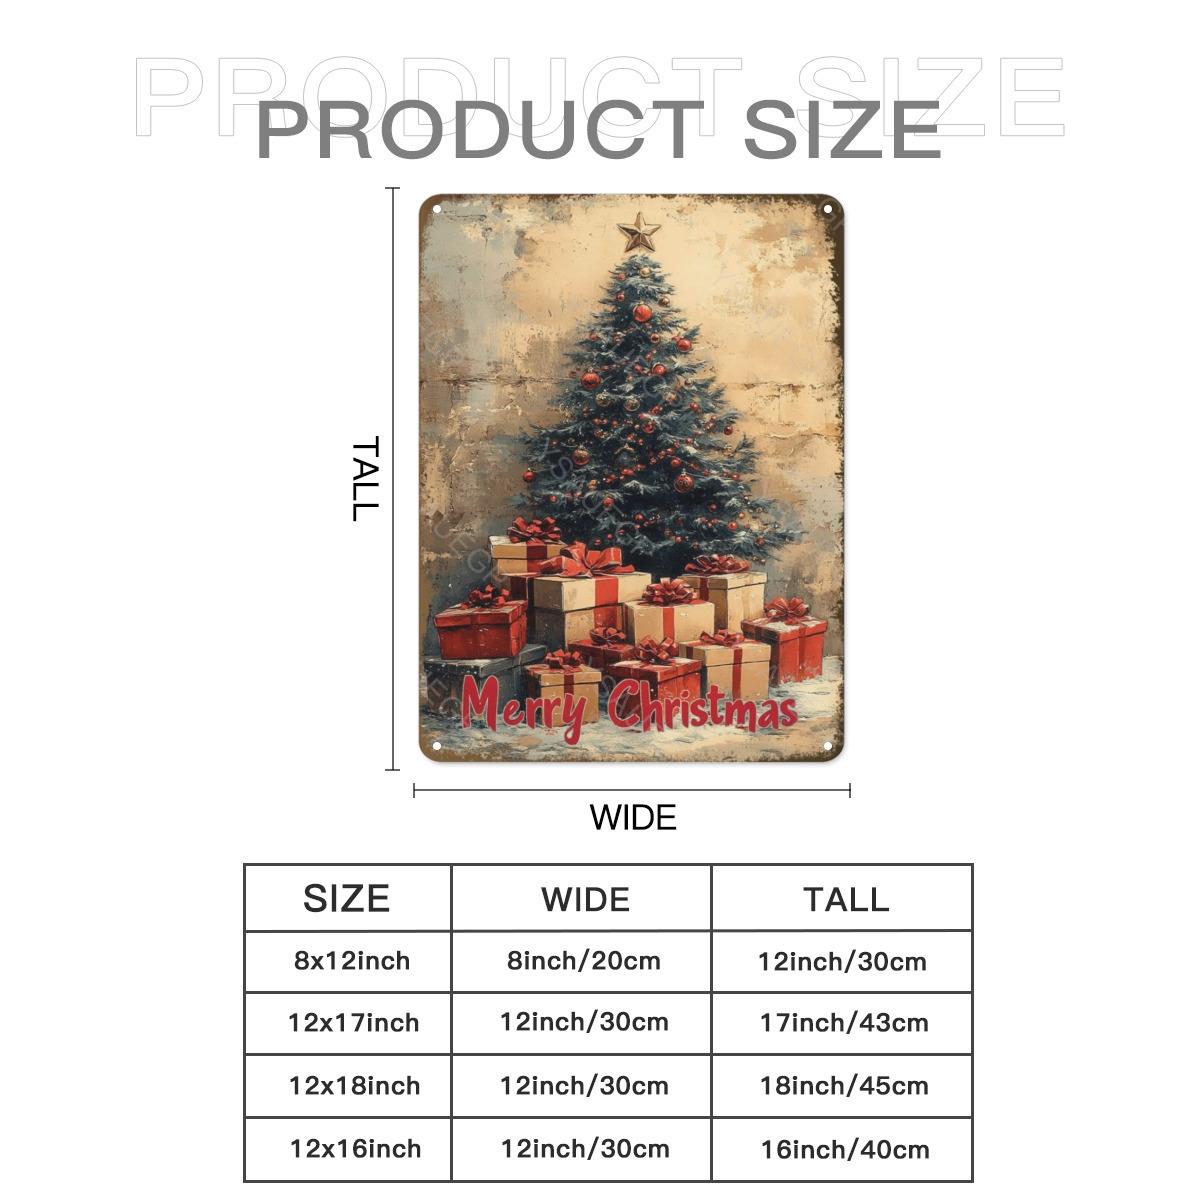 PRODUCT SIZE
PRODUCT SIZE
TALL
Merry Christmas
WIDE
SIZE WIDE TALL
8x12inch 8inch/20cm 12inch/30cm
12x17inch 12inch/30cm 17inch/43cm
12x18inch 12inch/30cm 18inch/45cm
12x16inch 12inch/30cm 16inch/40cm